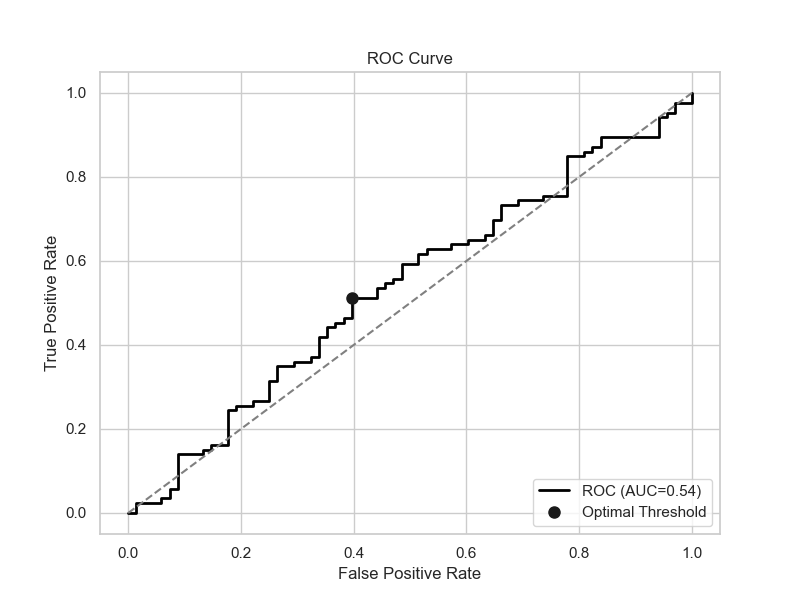 ROC Curve
1.0
0.8
0.6
0.4
0.2
0.0
True Positive Rate
0.0 0.2 0.4 0.6 0.8 1.0
False Positive Rate
ROC (AUC=0.54)
Optimal Threshold